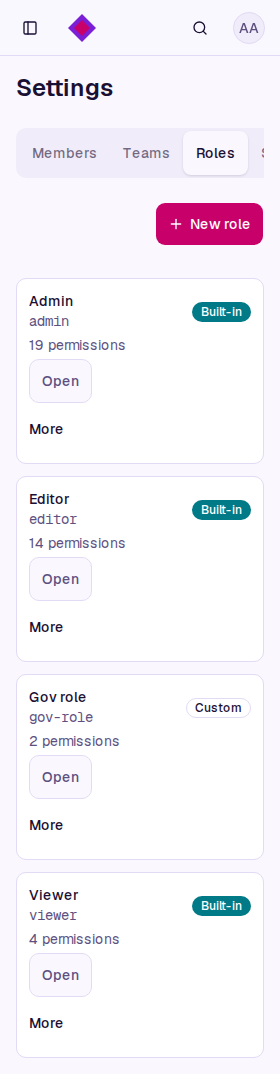 AA
Settings
Members Teams Roles
New role
Admin
admin
Built-in
19 permissions
Open
More
Editor
editor
Built-in
14 permissions
Open
More
Gov role
gov-role
Custom
2 permissions
Open
More
Viewer
viewer
Built-in
4 permissions
Open
More